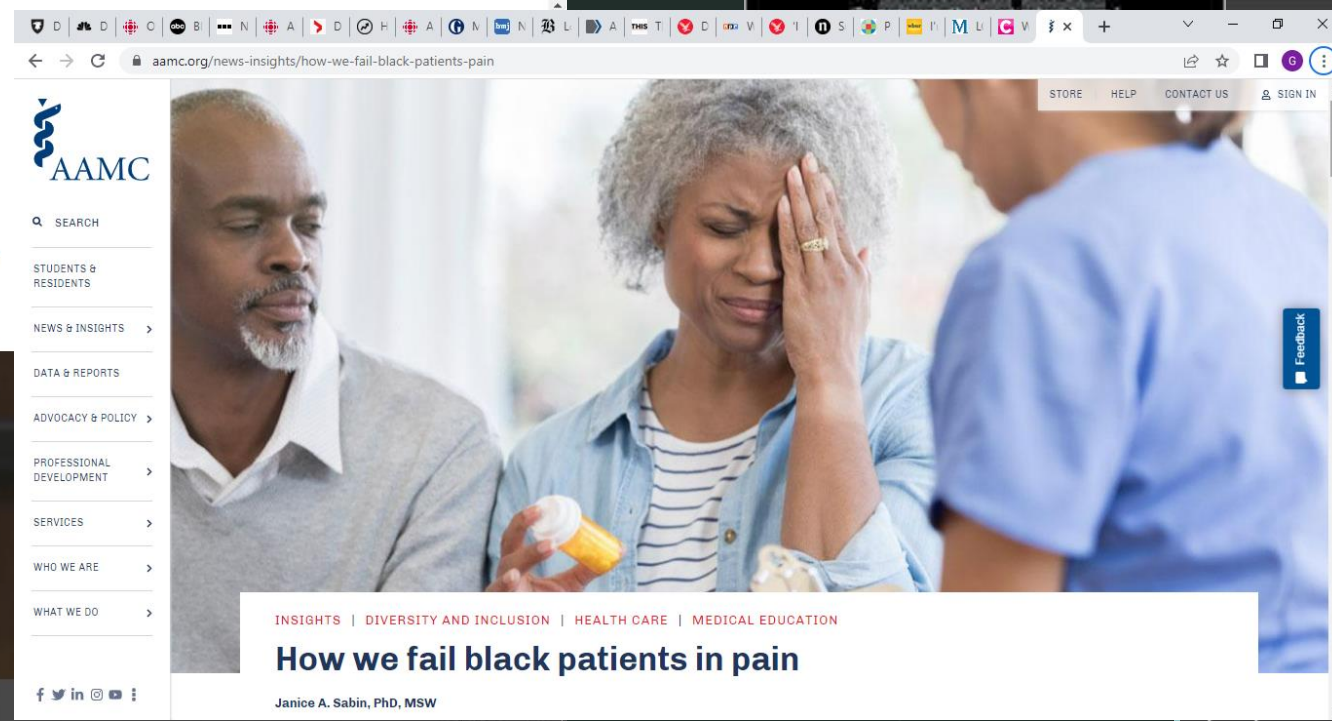 D D C Bl N A D H A M N L A THIS T D V 'I S P I' L V
aamc.org/news-insights/how-we-fail-black-patients-pain
G
STORE HELP CONTACT US SIGN IN
AAMC
SEARCH
STUDENTS &
RESIDENTS
NEWS & INSIGHTS
DATA & REPORTS
ADVOCACY & POLICY
PROFESSIONAL
DEVELOPMENT
SERVICES
WHO WE ARE
WHAT WE DO
Feedback
INSIGHTS | DIVERSITY AND INCLUSION | HEALTH CARE | MEDICAL EDUCATION
How we fail black patients in pain
Janice A. Sabin, PhD, MSW